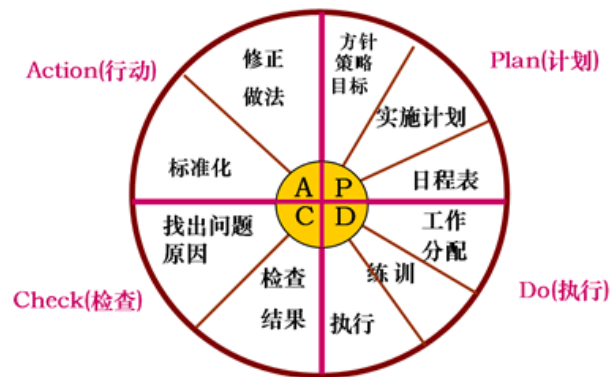 Action(行动)
修正
做法
标准化
方针
策略
目标
Plan(计划)
实施计划
日程表
A P
C D
找出问题
原因
检查
结果
Check(检查)
工作
分配
练训
执行
Do(执行)